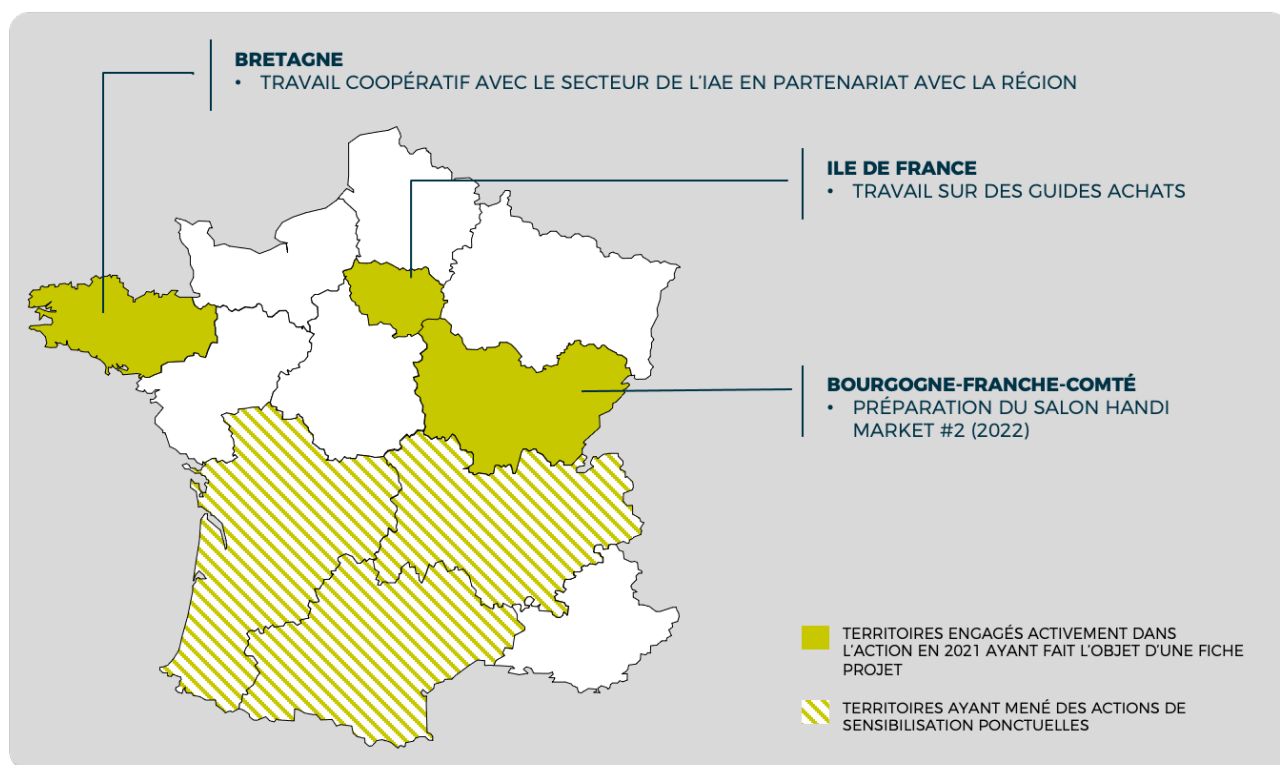 BRETAGNE
• TRAVAIL COOPÉRATIF AVEC LE SECTEUR DE L'IAE EN PARTENARIAT AVEC LA RÉGION
ILE DE FRANCE
• TRAVAIL SUR DES GUIDES ACHATS
BOURGOGNE-FRANCHE-COMTÉ
• PRÉPARATION DU SALON HANDI
MARKET #2 (2022)
TERRITOIRES ENGAGÉS ACTIVEMENT DANS
L'ACTION EN 2021 AYANT FAIT L'OBJET D'UNE FICHE
PROJET
TERRITOIRES AYANT MENÉ DES ACTIONS DE
SENSIBILISATION PONCTUELLES